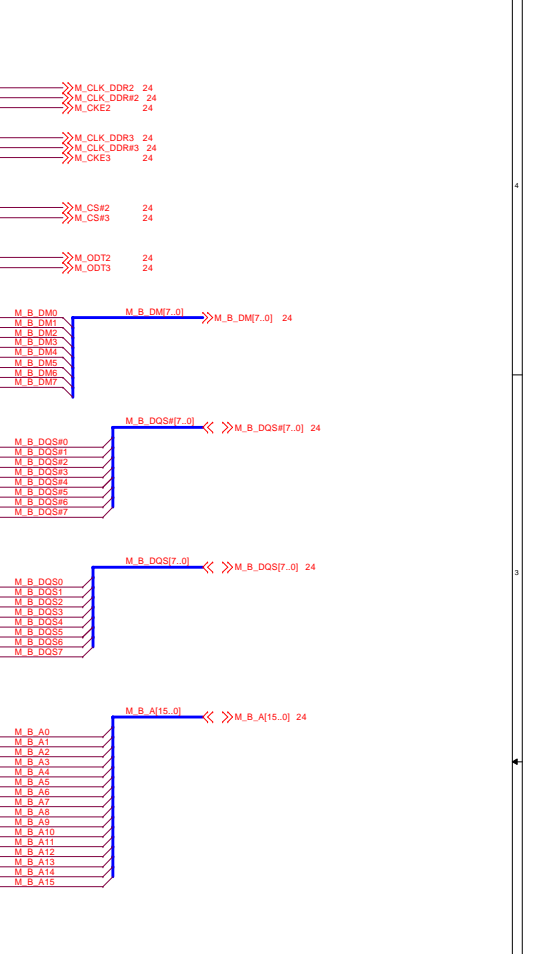 M_CLK_DDR2 24
M_CLK_DDR#2 24
M_CKE2 24
M_CLK_DDR3 24
M_CLK_DDR#3 24
M_CKE3 24
4
M_CS#2 24
M_CS#3 24
M_ODT2 24
M_ODT3 24
M_B_DM0 M_B_DM[7..0]
M_B_DM[7..0] 24
M_B_DM1
M_B_DM2
M_B_DM3
M_B_DM4
M_B_DM5
M_B_DM6
M_B_DM7
M_B_DQS#[7..0]
M_B_DQS#[7..0] 24
M_B_DQS#0
M_B_DQS#1
M_B_DQS#2
M_B_DQS#3
M_B_DQS#4
M_B_DQS#5
M_B_DQS#6
M_B_DQS#7
M_B_DQS[7..0]
M_B_DQS[7..0] 24
3
M_B_DQS0
M_B_DQS1
M_B_DQS2
M_B_DQS3
M_B_DQS4
M_B_DQS5
M_B_DQS6
M_B_DQS7
M_B_A[15..0]
M_B_A[15..0] 24
M_B_A0
M_B_A1
M_B_A2
M_B_A3
M_B_A4
M_B_A5
M_B_A6
M_B_A7
M_B_A8
M_B_A9
M_B_A10
M_B_A11
M_B_A12
M_B_A13
M_B_A14
M_B_A15